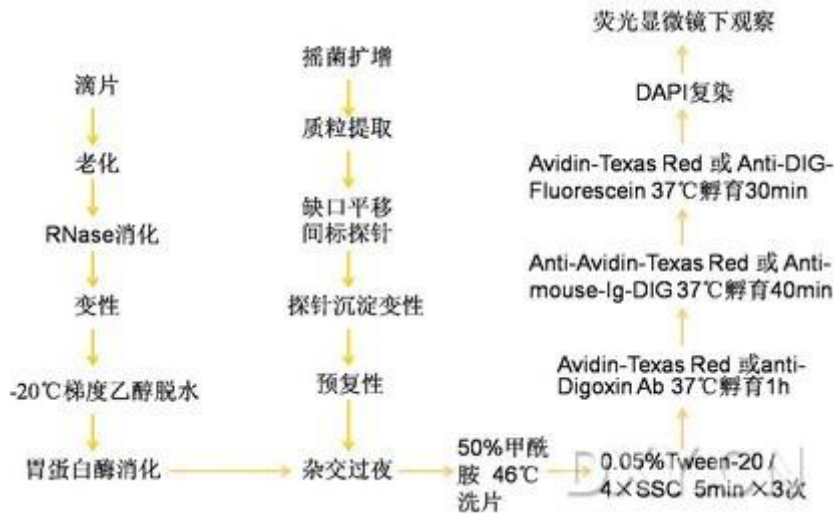 滴片
老化
RNase消化
变性
-20℃梯度乙醇脱水
胃蛋白酶消化
摇菌扩增
质粒提取
缺口平移
间标探针
探针沉淀变性
预复性
杂交过夜
50%甲酰
胺 46℃
洗片
0.05%Tween-20 /
4×SSC 5min ×3次
Avidin-Texas Red 或anti-
Digoxin Ab 37℃孵育1h
Anti-Avidin-Texas Red 或 Anti-
mouse-Ig-DIG 37℃孵育40min
Avidin-Texas Red 或 Anti-DIG-
Fluorescein 37℃孵育30min
DAPI复染
荧光显微镜下观察